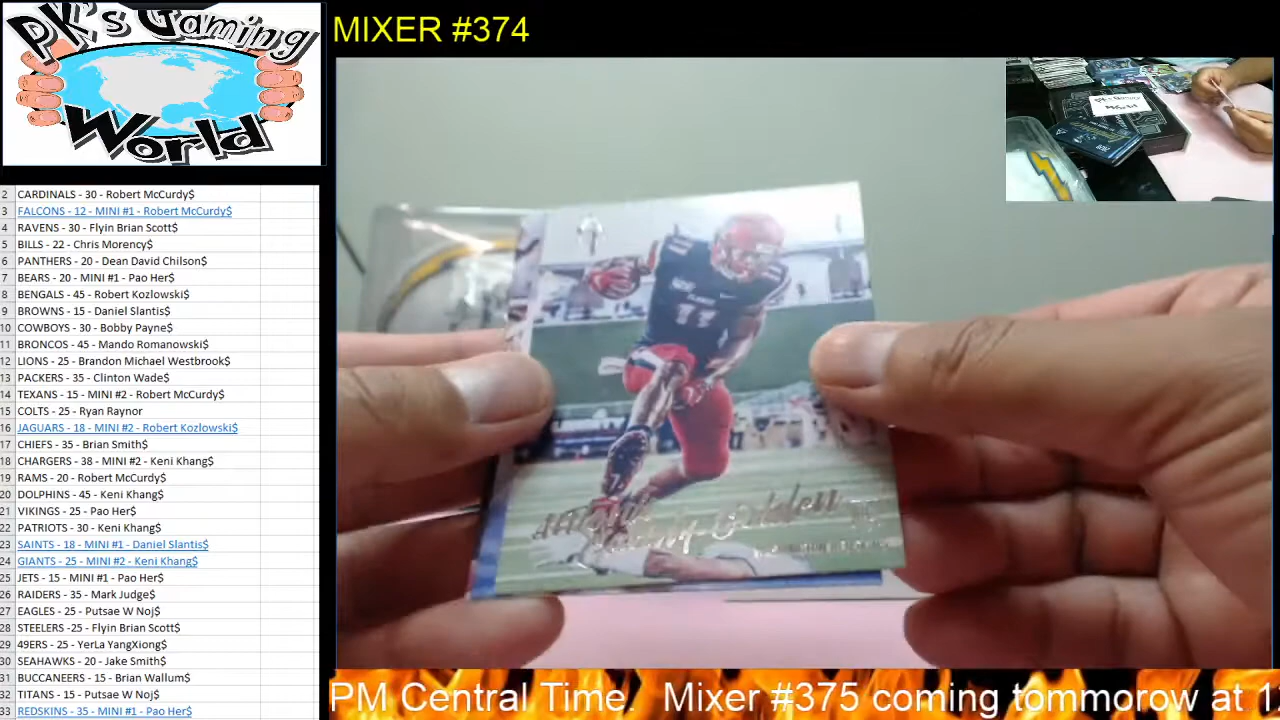 PK's Gaming
World
MIXER #374
2 CARDINALS - 30 - Robert McCurdy$
3 FALCONS - 12 - MINI #1 - Robert McCurdy$
4 RAVENS - 30 - Flyin Brian Scott$
5 BILLS - 22 - Chris Morency$
6 PANTHERS - 20 - Dean David Chilson$
7 BEARS - 20 - MINI #1 - Pao Her$
8 BENGALS - 45 - Robert Kozlowski$
9 BROWNS - 15 - Daniel Slantis$
10 COWBOYS - 30 - Bobby Payne$
11 BRONCOS - 45 - Mando Romanowski$
12 LIONS - 25 - Brandon Michael Westbrook$
13 PACKERS - 35 - Clinton Wade$
14 TEXANS - 15 - MINI #2 - Robert McCurdy$
15 COLTS - 25 - Ryan Raynor
16 JAGUARS - 18 - MINI #2 - Robert Kozlowski$
17 CHIEFS - 35 - Brian Smith$
18 CHARGERS - 38 - MINI #2 - Keni Khang$
19 RAMS - 20 - Robert McCurdy$
20 DOLPHINS - 45 - Keni Khang$
21 VIKINGS - 25 - Pao Her$
22 PATRIOTS - 30 - Keni Khang$
23 SAINTS - 18 - MINI #1 - Daniel Slantis$
24 GIANTS - 25 - MINI #2 - Keni Khang$
25 JETS - 15 - MINI #1 - Pao Her$
26 RAIDERS - 35 - Mark Judge$
27 EAGLES - 25 - Putsae W Noj$
28 STEELERS -25 - Flyin Brian Scott$
29 49ERS - 25 - YerLa YangXiong$
30 SEAHAWKS - 20 - Jake Smith$
31 BUCCANEERS - 15 - Brian Wallum$
32 TITANS - 15 - Putsae W Noj$
33 REDSKINS - 35 - MINI #1 - Pao Her$
11
11
Golden
PM Central Time. Mixer #375 coming tommorow at 1